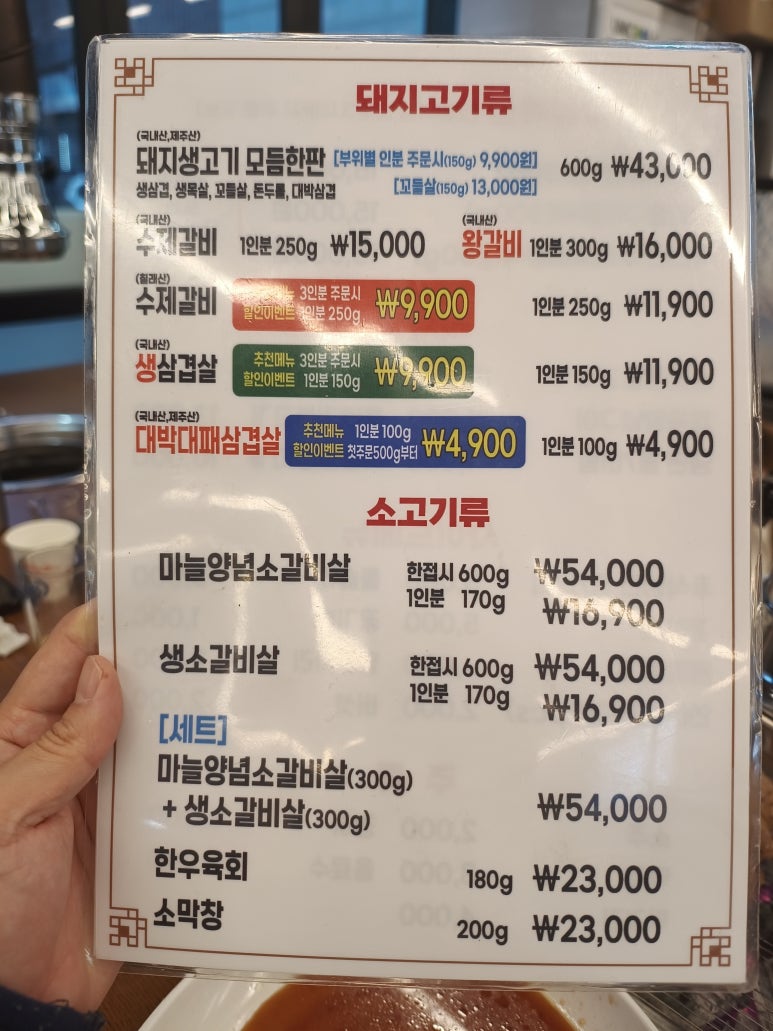 돼지고기류
(국내산,제주산)
돼지생고기 모듬한판 [부위별 인분 주문시(150g) 9,900원] 600g ₩43,000
생삼겹, 생목살, 꼬들살, 돈두릅, 대박삼겹 [꼬들살(150g) 13,000원]
(국내산) (국내산)
수제갈비 1인분 250g ₩15,000 왕갈비 1인분 300g ₩16,000
(칠레산)
수제갈비 추천메뉴 3인분 주문시 ₩9,900 1인분 250g ₩11,900
할인이벤트 1인분 250g
(국내산)
생삼겹살 추천메뉴 3인분 주문시 ₩9,900 1인분 150g ₩11,900
할인이벤트 1인분 150g
(국내산,제주산)
대박대패삼겹살 추천메뉴 1인분 100g ₩4,900 1인분 100g ₩4,900
할인이벤트 첫주문500g부터
소고기류
마늘양념소갈비살 한접시 600g ₩54,000
1인분 170g ₩16,900
생소갈비살 한접시 600g ₩54,000
1인분 170g ₩16,900
[세트]
마늘양념소갈비살(300g)
+ 생소갈비살(300g) ₩54,000
한우육회 180g ₩23,000
소막창 200g ₩23,000